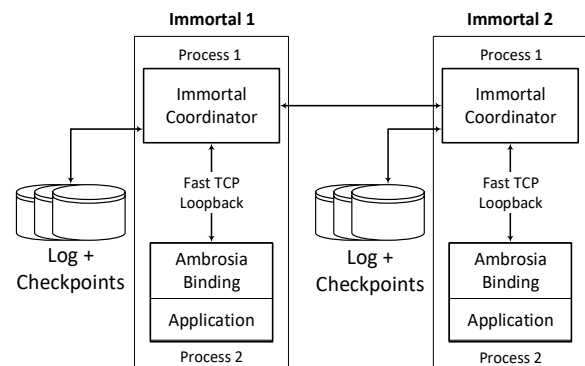 Immortal 1
Process 1
Immortal
Coordinator
Fast TCP
Loopback
Log +
Checkpoints
Ambrosia
Binding
Application
Process 2
Immortal 2
Process 1
Immortal
Coordinator
Fast TCP
Loopback
Log +
Checkpoints
Ambrosia
Binding
Application
Process 2